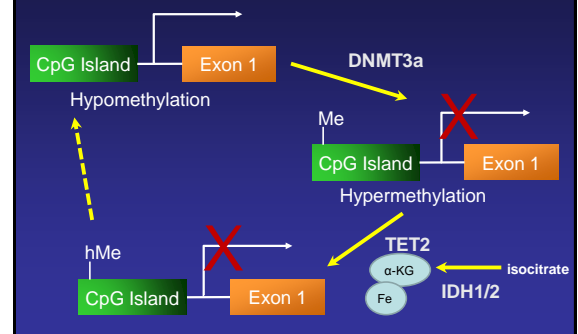 CpG Island
Exon 1
Hypomethylation
DNMT3a
Me
CpG Island
Exon 1
Hypermethylation
hMe
CpG Island
Exon 1
TET2
α-KG
Fe
isocitrate
IDH1/2